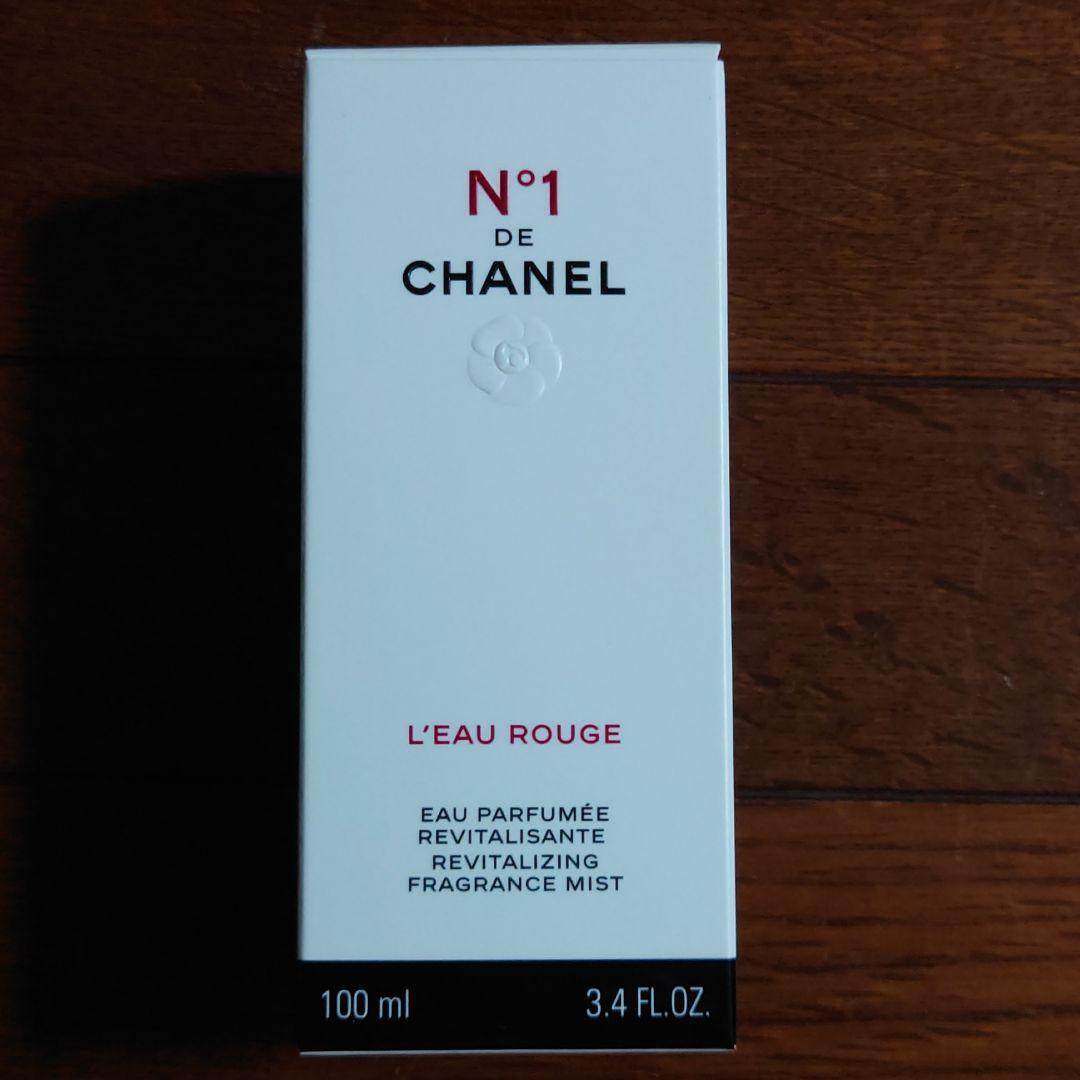 N°1
DE
CHANEL
L'EAU ROUGE
EAU PARFUMÉE
REVITALISANTE
REVITALIZING
FRAGRANCE MIST
100 ml 3.4 FL.OZ.